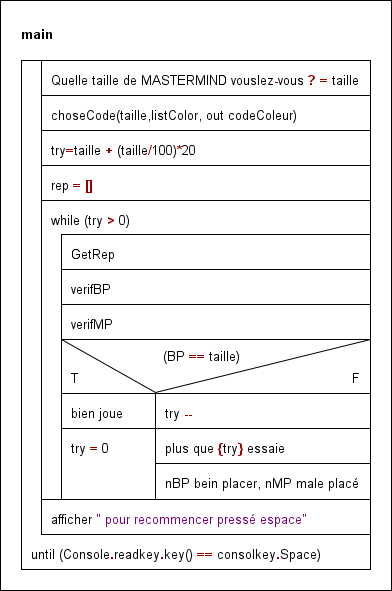 main
Quelle taille de MASTERMIND vouslez-vous ? = taille
choseCode(taille,listColor, out codeColeur)
try=taille + (taille/100)*20
rep = []
while (try > 0)
GetRep
verifBP
verifMP
(BP == taille)
T F
bien joue
try --
try = 0
plus que {try} essaie
nBP bein placer, nMP male placé
afficher " pour recommencer pressé espace"
until (Console.readkey.key() == consolkey.Space)